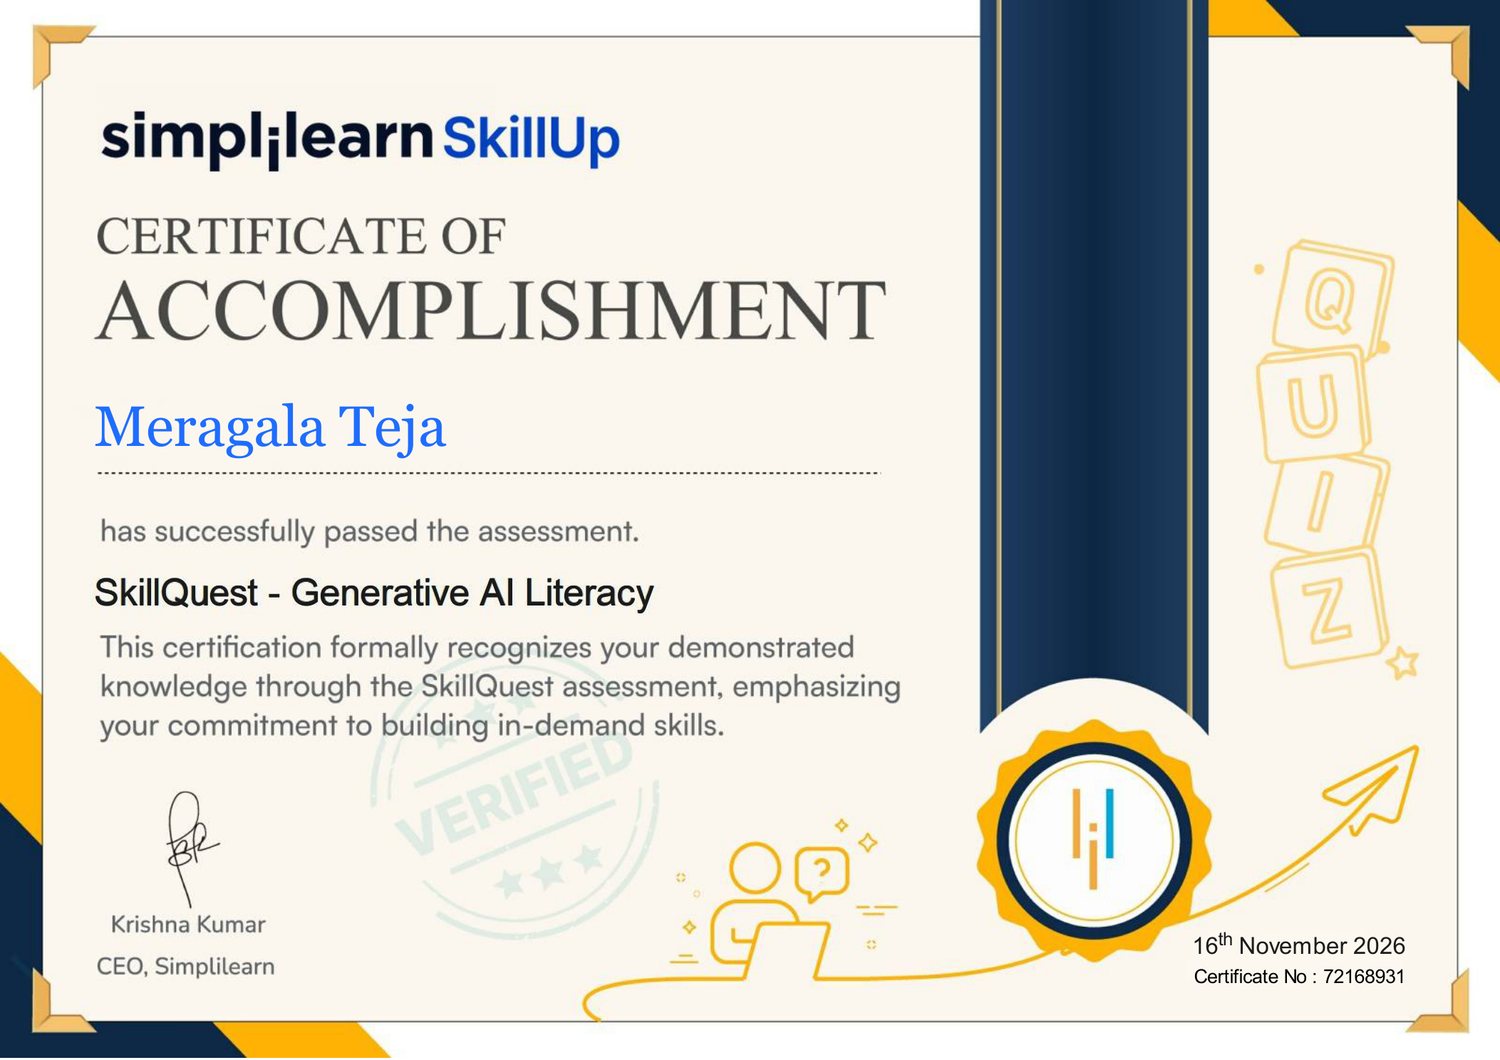 simplilearn SkillUp
CERTIFICATE OF
ACCOMPLISHMENT
Meragala Teja
has successfully passed the assessment.
SkillQuest - Generative AI Literacy
This certification formally recognizes your demonstrated
knowledge through the SkillQuest assessment, emphasizing
your commitment to building in-demand skills.
VERIFIED
Krishna Kumar
CEO, Simplilearn
QUIZ
?
16th November 2026
Certificate No : 72168931